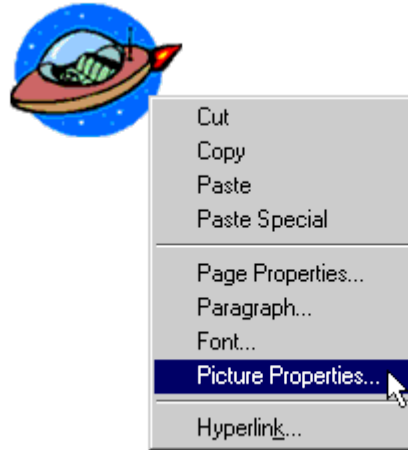 Cut
Copy
Paste
Paste Special
Page Properties...
Paragraph...
Font...
Picture Properties...
Hyperlink...